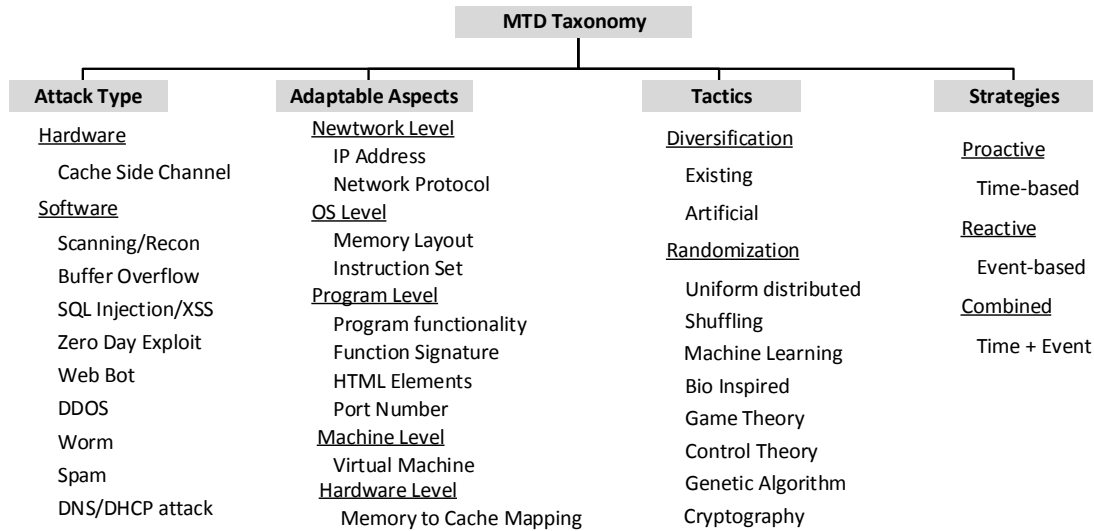 MTD Taxonomy
Attack Type
Hardware
Cache Side Channel
Software
Scanning/Recon
Buffer Overflow
SQL Injection/XSS
Zero Day Exploit
Web Bot
DDOS
Worm
Spam
DNS/DHCP attack
Adaptable Aspects
Newtwork Level
IP Address
Network Protocol
OS Level
Memory Layout
Instruction Set
Program Level
Program functionality
Function Signature
HTML Elements
Port Number
Machine Level
Virtual Machine
Hardware Level
Memory to Cache Mapping
Tactics
Diversification
Existing
Artificial
Randomization
Uniform distributed
Shuffling
Machine Learning
Bio Inspired
Game Theory
Control Theory
Genetic Algorithm
Cryptography
Strategies
Proactive
Time-based
Reactive
Event-based
Combined
Time + Event